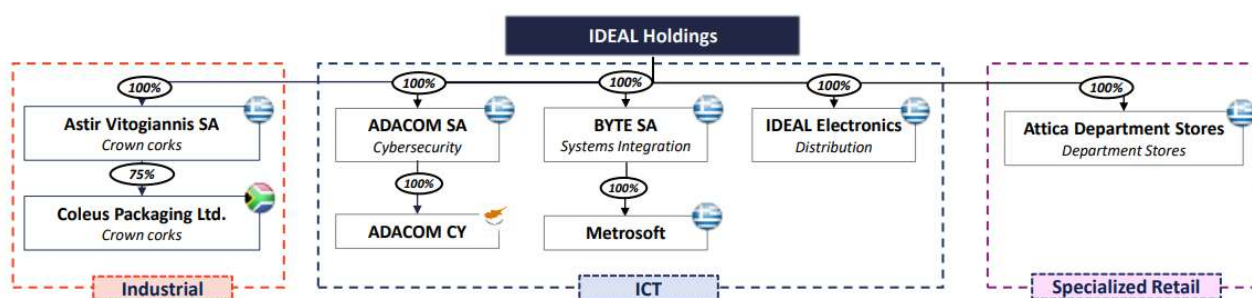 IDEAL Holdings
100%
100%
100%
100%
100%
Astir Vitogiannis SA
Crown corks
ADACOM SA
Cybersecurity
BYTE SA
Systems Integration
IDEAL Electronics
Distribution
Attica Department Stores
Department Stores
75%
100%
100%
Coleus Packaging Ltd.
Crown corks
ADACOM CY
Metrosoft
Industrial
ICT
Specialized Retail